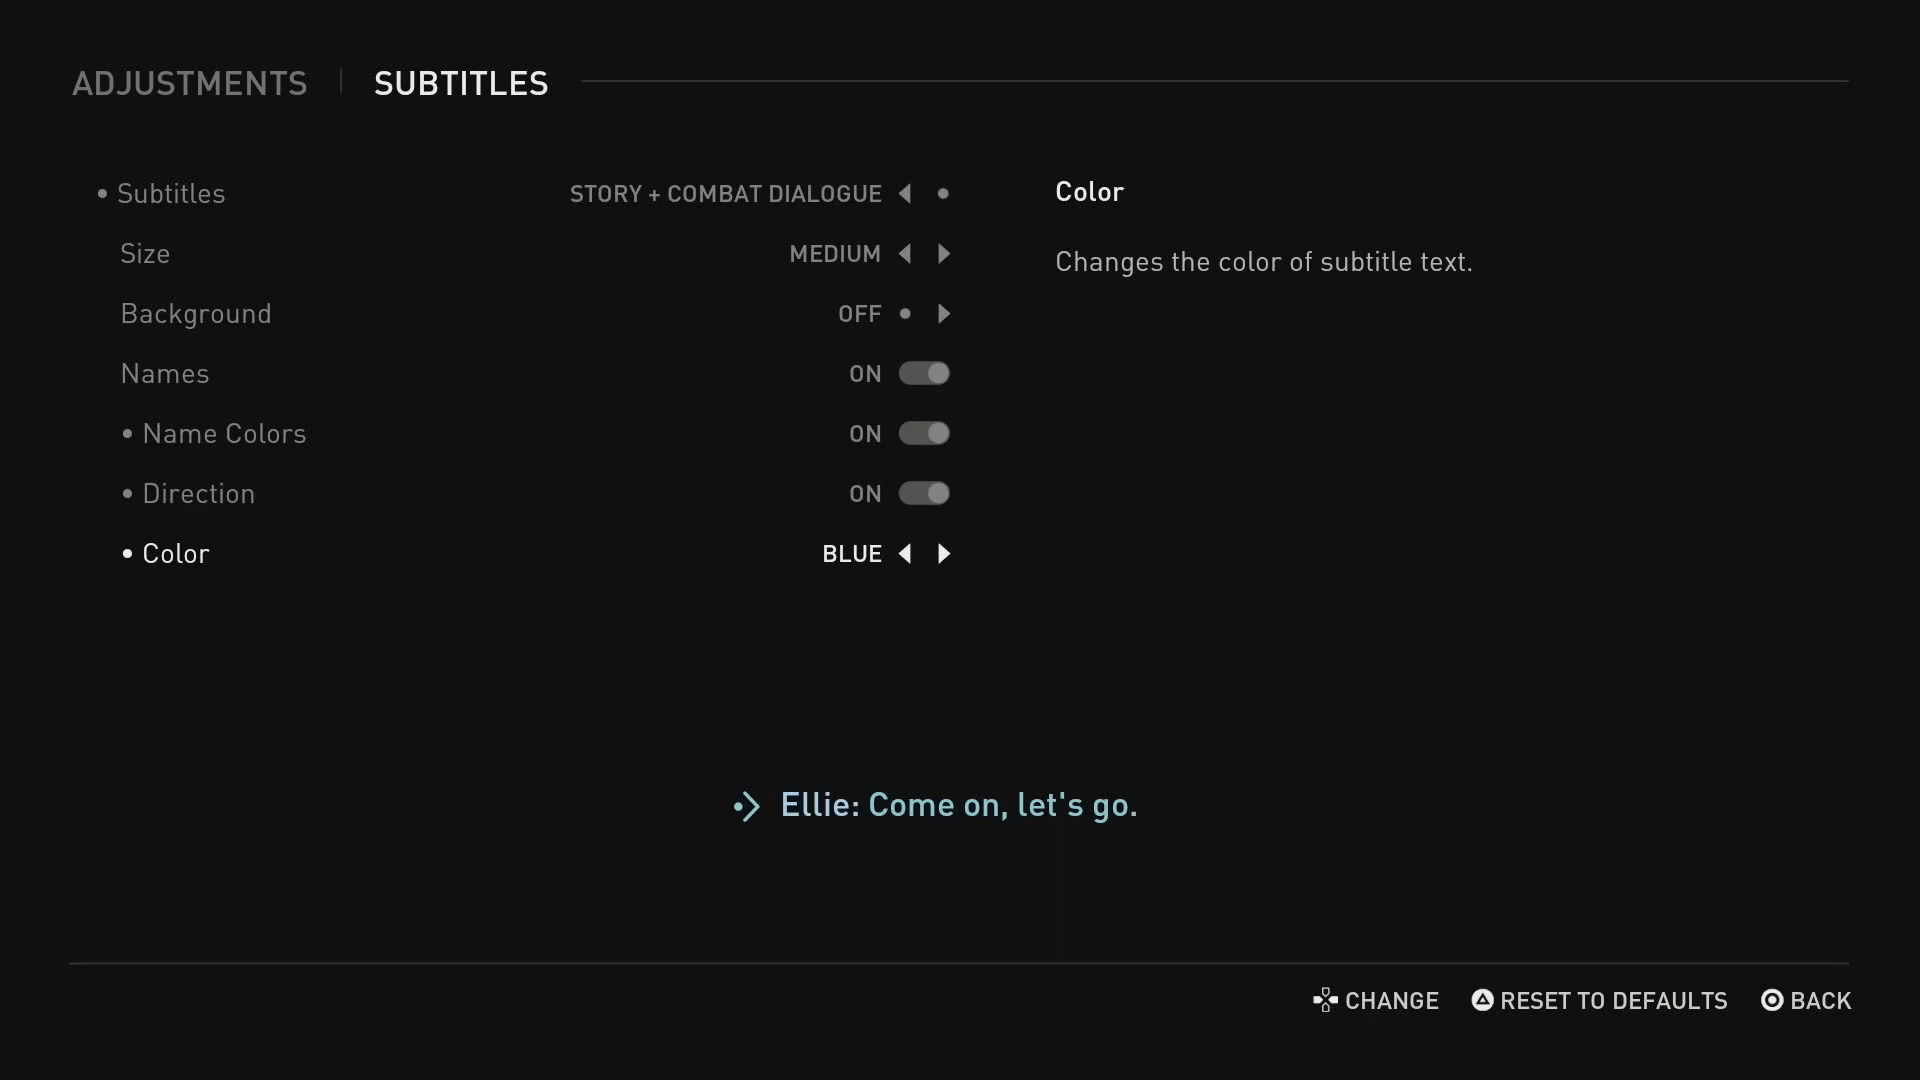 ADJUSTMENTS | SUBTITLES
• Subtitles STORY + COMBAT DIALOGUE
Size MEDIUM
Background OFF
Names ON
• Name Colors ON
• Direction ON
• Color BLUE
Color
Changes the color of subtitle text.
Ellie: Come on, let's go.
CHANGE RESET TO DEFAULTS BACK